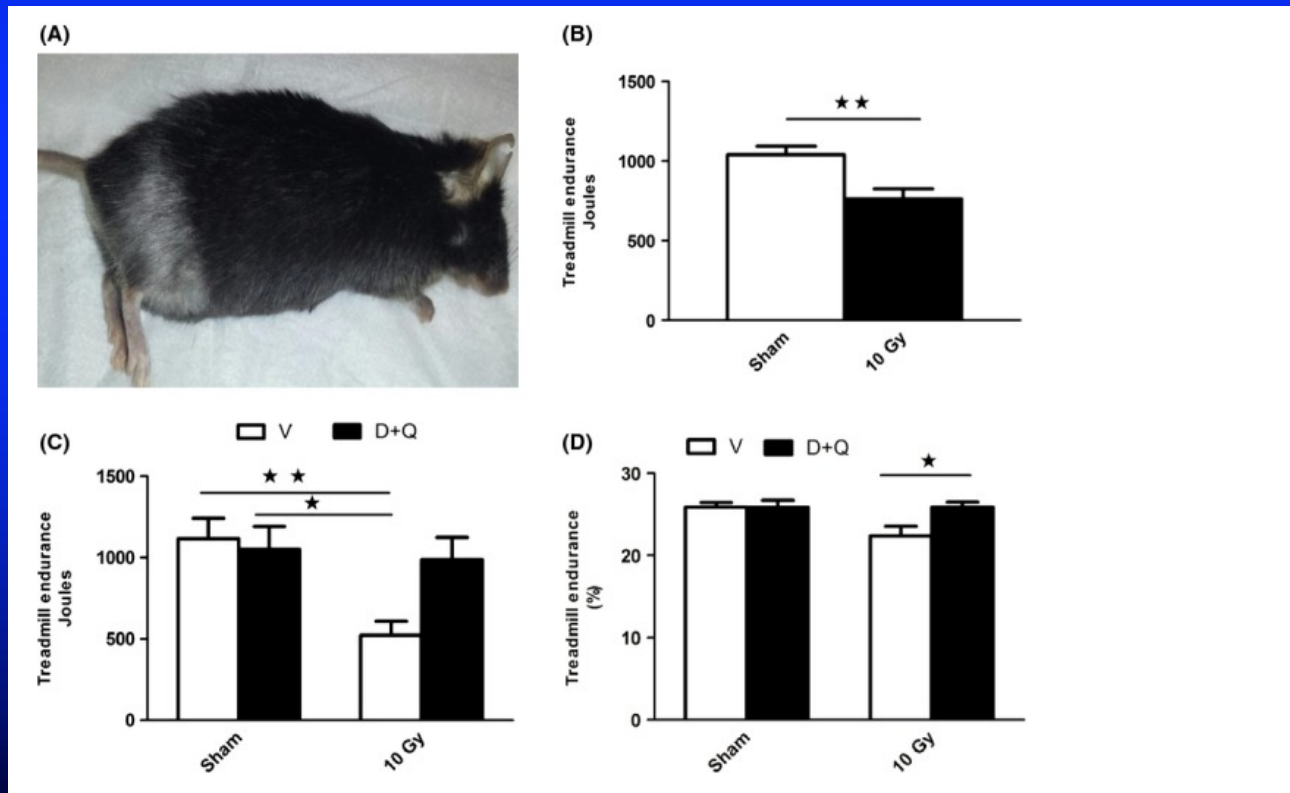 (A)
(B)
1500
1000
500
0
Treadmill endurance
Joules
★ ★
Sham
10 Gy
(C)
V
D+Q
1500
1000
500
0
Treadmill endurance
Joules
★ ★
★
Sham
10 Gy
(D)
V
D+Q
30
20
10
0
Treadmill endurance
(%)
★
Sham
10 Gy